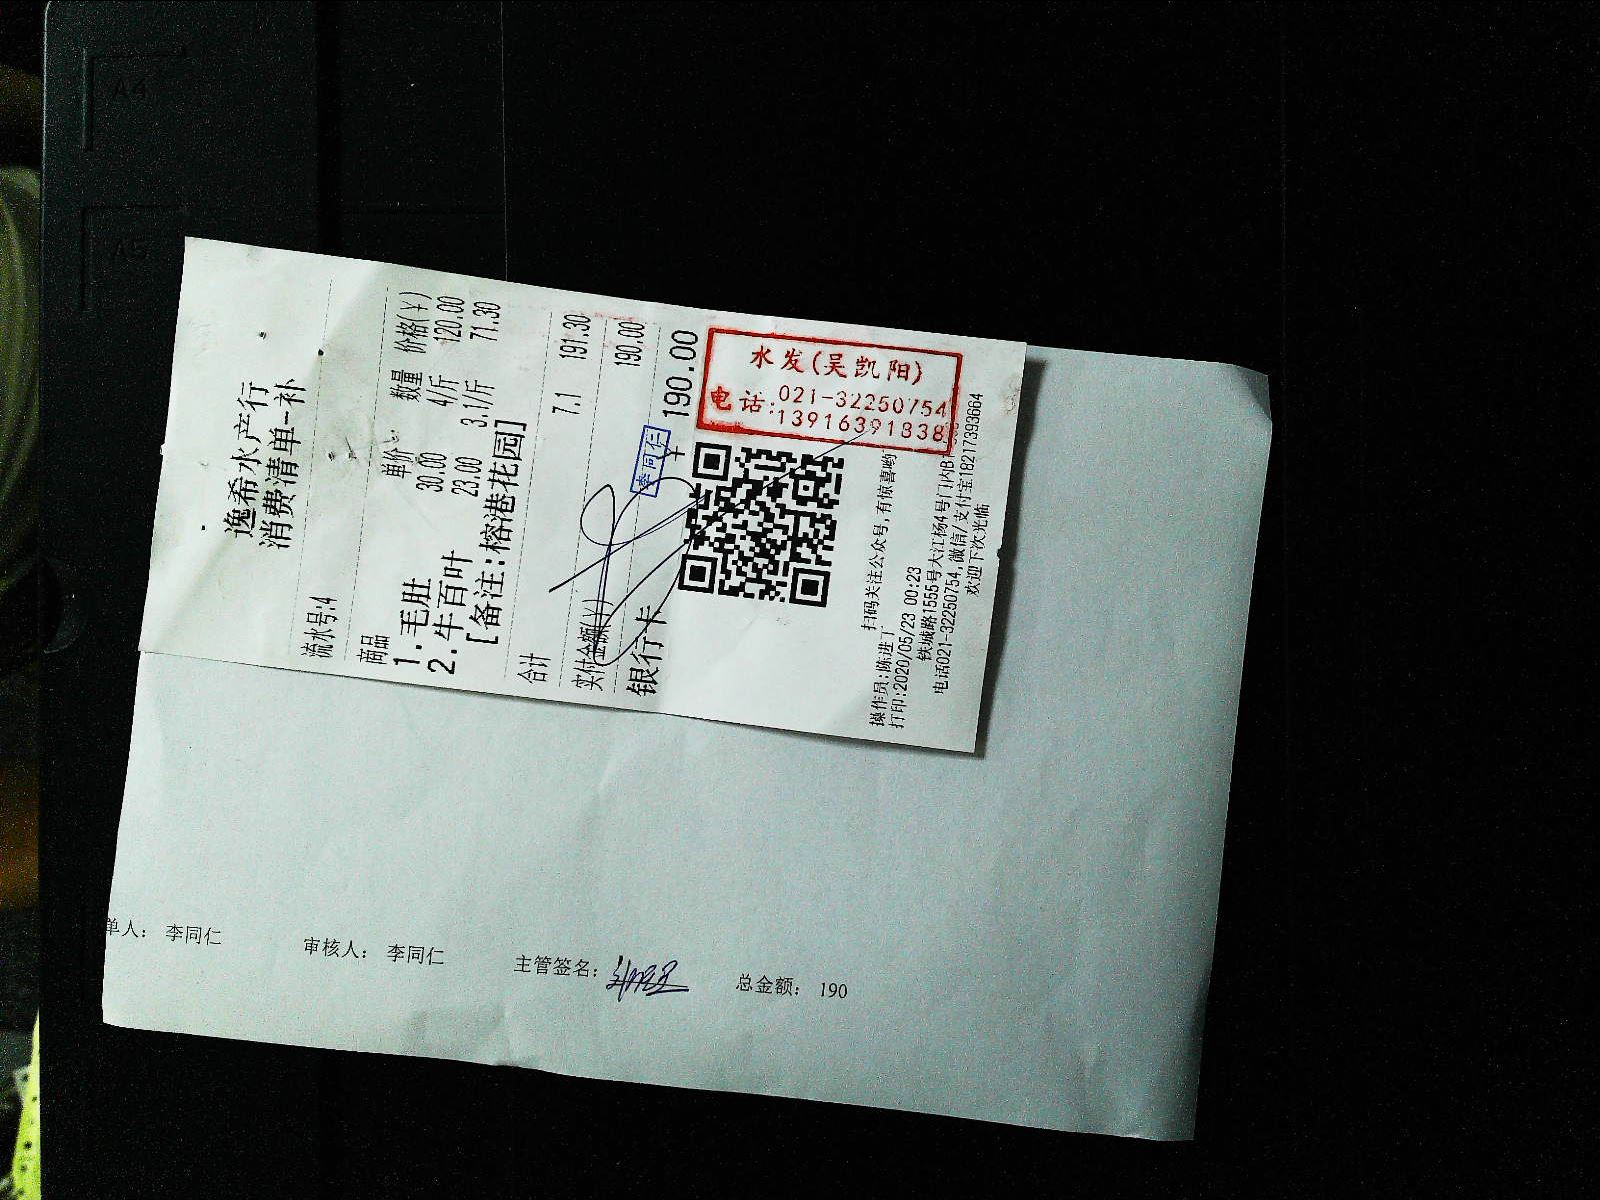 逸希水产行
消费清单-补
流水号:4
商品 单价 数量 价格(¥)
1.毛肚 30.00 4/斤 120.00
2.牛百叶 23.00 3.1/斤 71.30
[备注:榕港花园]
合计 7.1 191.30
实付金额(¥) 190.00
银行卡 ¥ 190.00
李同仁
水发(吴凯阳)
电话:021-32250754
13916391838
扫码关注公众号,有惊喜哟
操作员:陈进丁
打印:2020/05/23 00:23
铁城路1555号大江杨4号门内B
电话021-32250754,微信/支付宝18217393664
欢迎下次光临
单人: 李同仁 审核人: 李同仁 主管签名: 总金额: 190
A4
A5